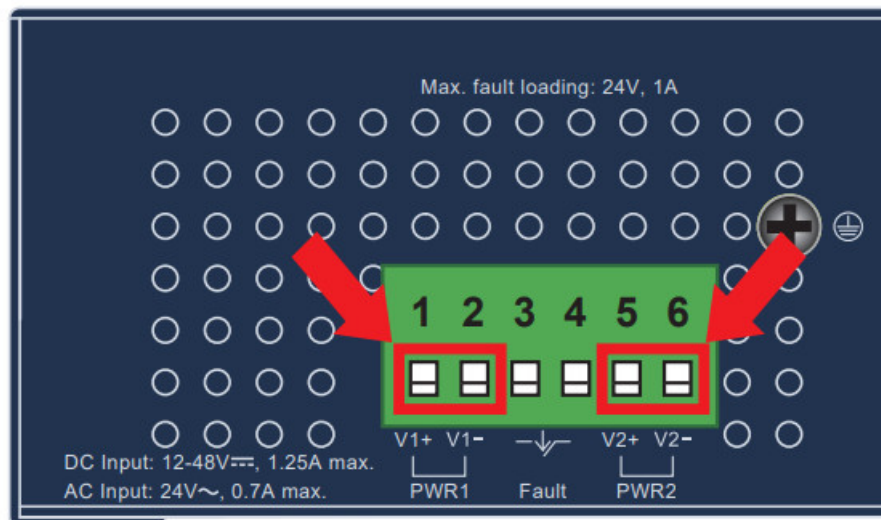 Max. fault loading: 24V, 1A
1 2 3 4 5 6
V1+ V1- V2+ V2-
DC Input: 12-48V⎓, 1.25A max.
AC Input: 24V～, 0.7A max.
PWR1 Fault PWR2